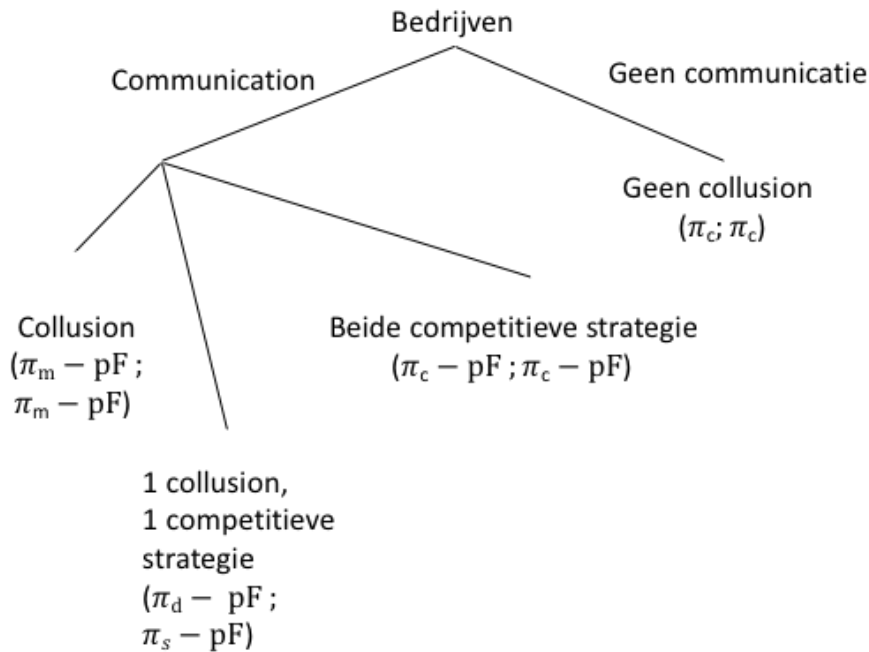 Bedrijven
Communication
Geen communicatie
Geen collusion
(π_c; π_c)
Collusion
(π_m − pF ;
π_m − pF)
Beide competitieve strategie
(π_c − pF ; π_c − pF)
1 collusion,
1 competitieve
strategie
(π_d − pF ;
π_s − pF)